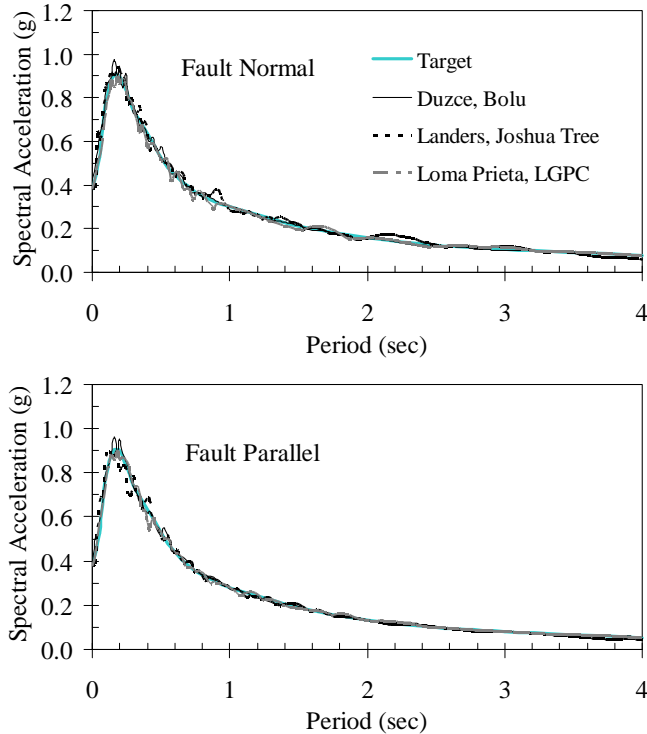 1.2
1.0
0.8
0.6
0.4
0.2
0.0
Spectral Acceleration (g)
Fault Normal
Target
Duzce, Bolu
Landers, Joshua Tree
Loma Prieta, LGPC
0 1 2 3 4
Period (sec)
1.2
1.0
0.8
0.6
0.4
0.2
0.0
Spectral Acceleration (g)
Fault Parallel
0 1 2 3 4
Period (sec)